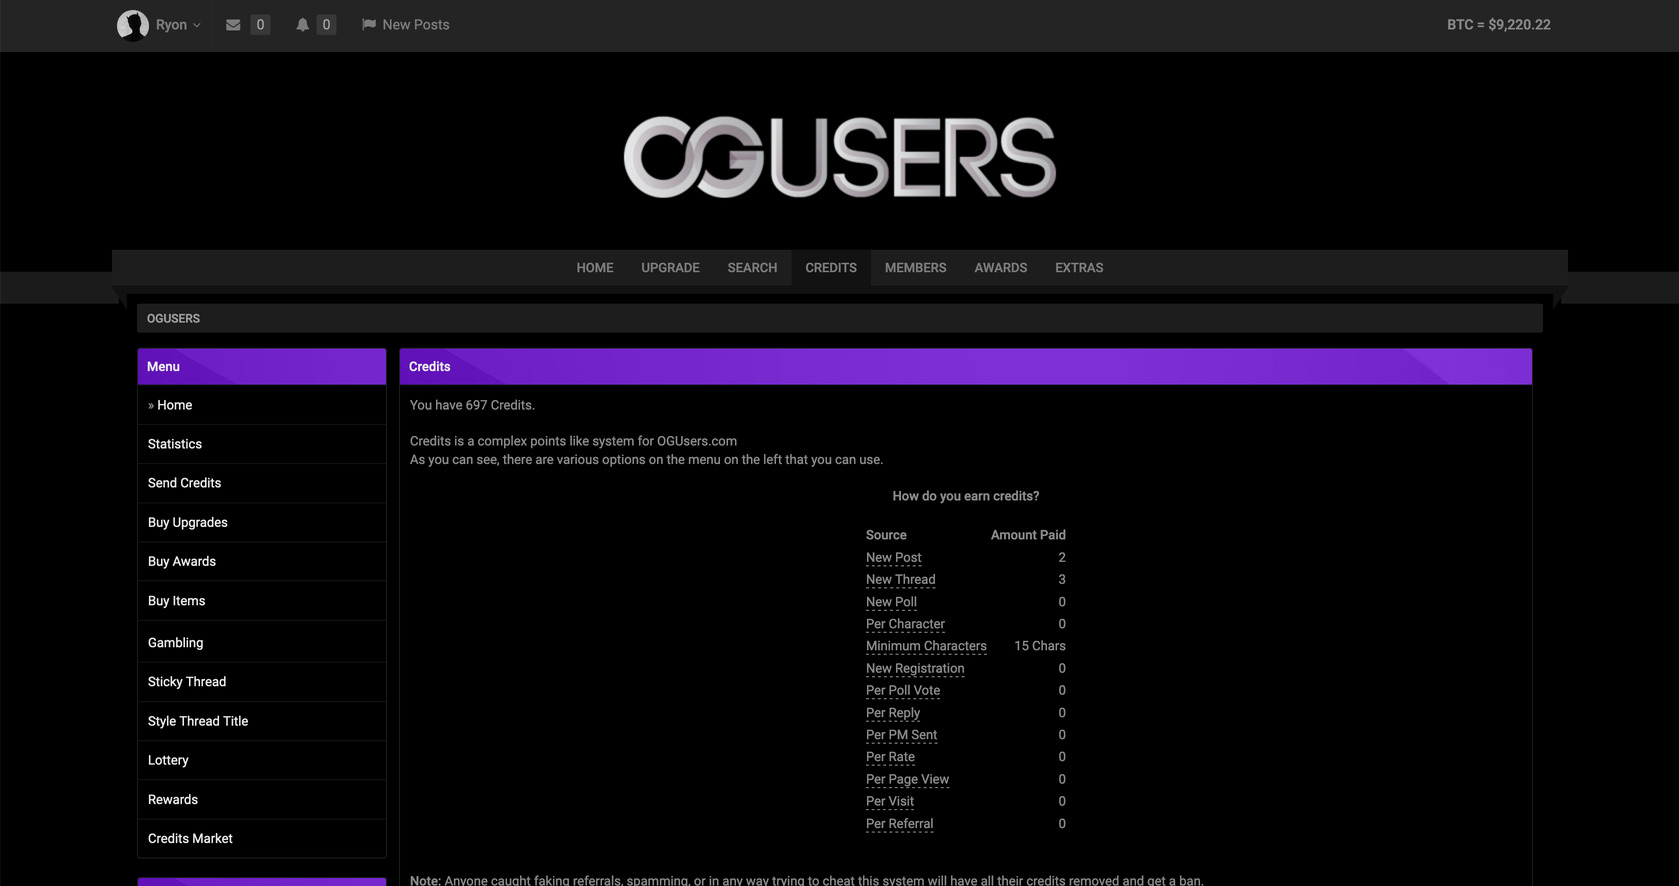 Ryon 0 0 New Posts BTC = $9,220.22
OGUSERS
HOME UPGRADE SEARCH CREDITS MEMBERS AWARDS EXTRAS
OGUSERS
Menu
» Home
Statistics
Send Credits
Buy Upgrades
Buy Awards
Buy Items
Gambling
Sticky Thread
Style Thread Title
Lottery
Rewards
Credits Market
Credits
You have 697 Credits.
Credits is a complex points like system for OGUsers.com
As you can see, there are various options on the menu on the left that you can use.
How do you earn credits?
Source Amount Paid
New Post 2
New Thread 3
New Poll 0
Per Character 0
Minimum Characters 15 Chars
New Registration 0
Per Poll Vote 0
Per Reply 0
Per PM Sent 0
Per Rate 0
Per Page View 0
Per Visit 0
Per Referral 0
Note: Anyone caught faking referrals, spamming, or in any way trying to cheat this system will have all their credits removed and get a ban.